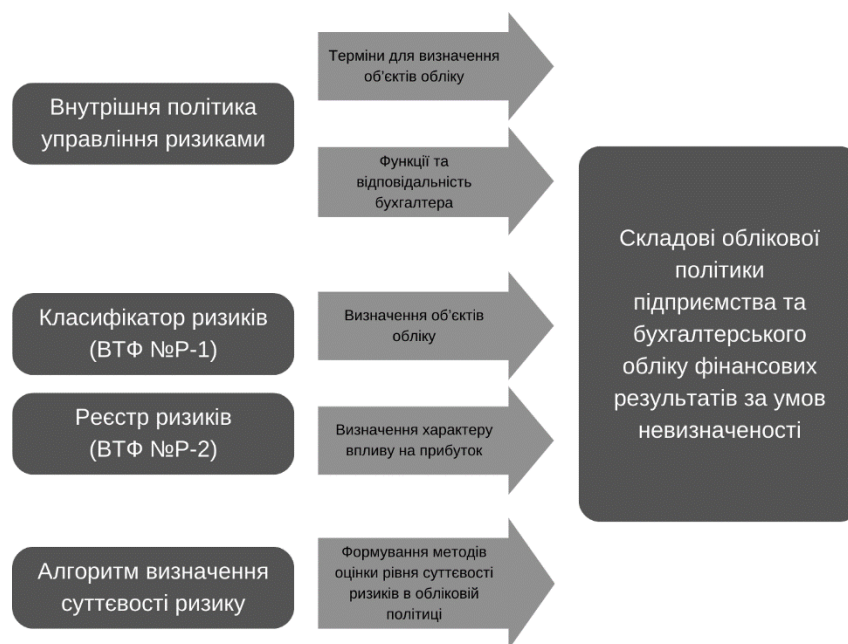 Терміни для визначення
об'єктів обліку
Внутрішня політика
управління ризиками
Функції та
відповідальність
бухгалтера
Класифікатор ризиків
(ВТФ №Р-1)
Визначення об'єктів
обліку
Реєстр ризиків
(ВТФ №Р-2)
Визначення характеру
впливу на прибуток
Алгоритм визначення
суттєвості ризику
Формування методів
оцінки рівня суттєвості
ризиків в обліковій
політиці
Складові облікової
політики
підприємства та
бухгалтерського
обліку фінансових
результатів за умов
невизначеності